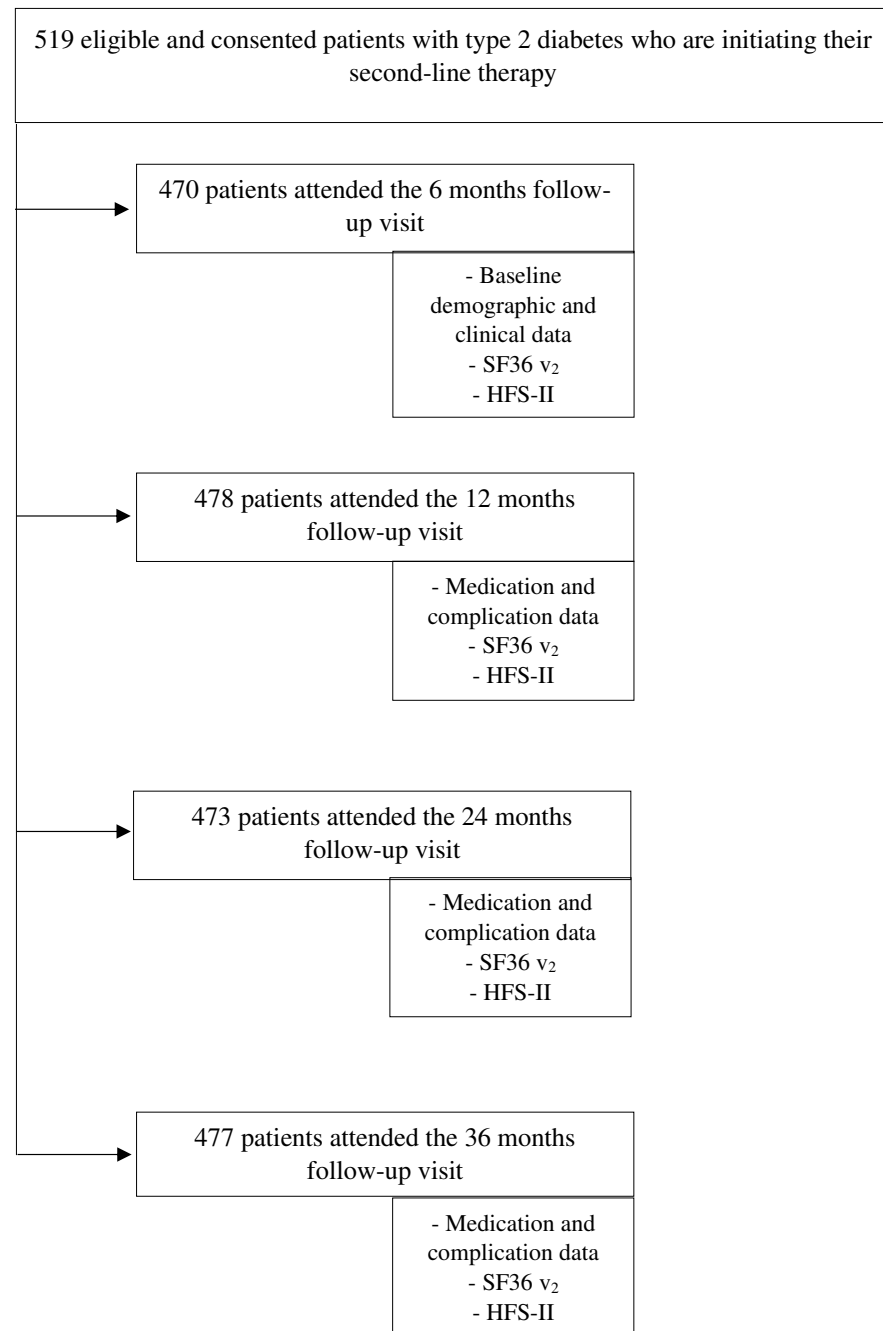 519 eligible and consented patients with type 2 diabetes who are initiating their
second-line therapy
470 patients attended the 6 months follow-
up visit
- Baseline
demographic and
clinical data
- SF36 v₂
- HFS-II
478 patients attended the 12 months
follow-up visit
- Medication and
complication data
- SF36 v₂
- HFS-II
473 patients attended the 24 months
follow-up visit
- Medication and
complication data
- SF36 v₂
- HFS-II
477 patients attended the 36 months
follow-up visit
- Medication and
complication data
- SF36 v₂
- HFS-II